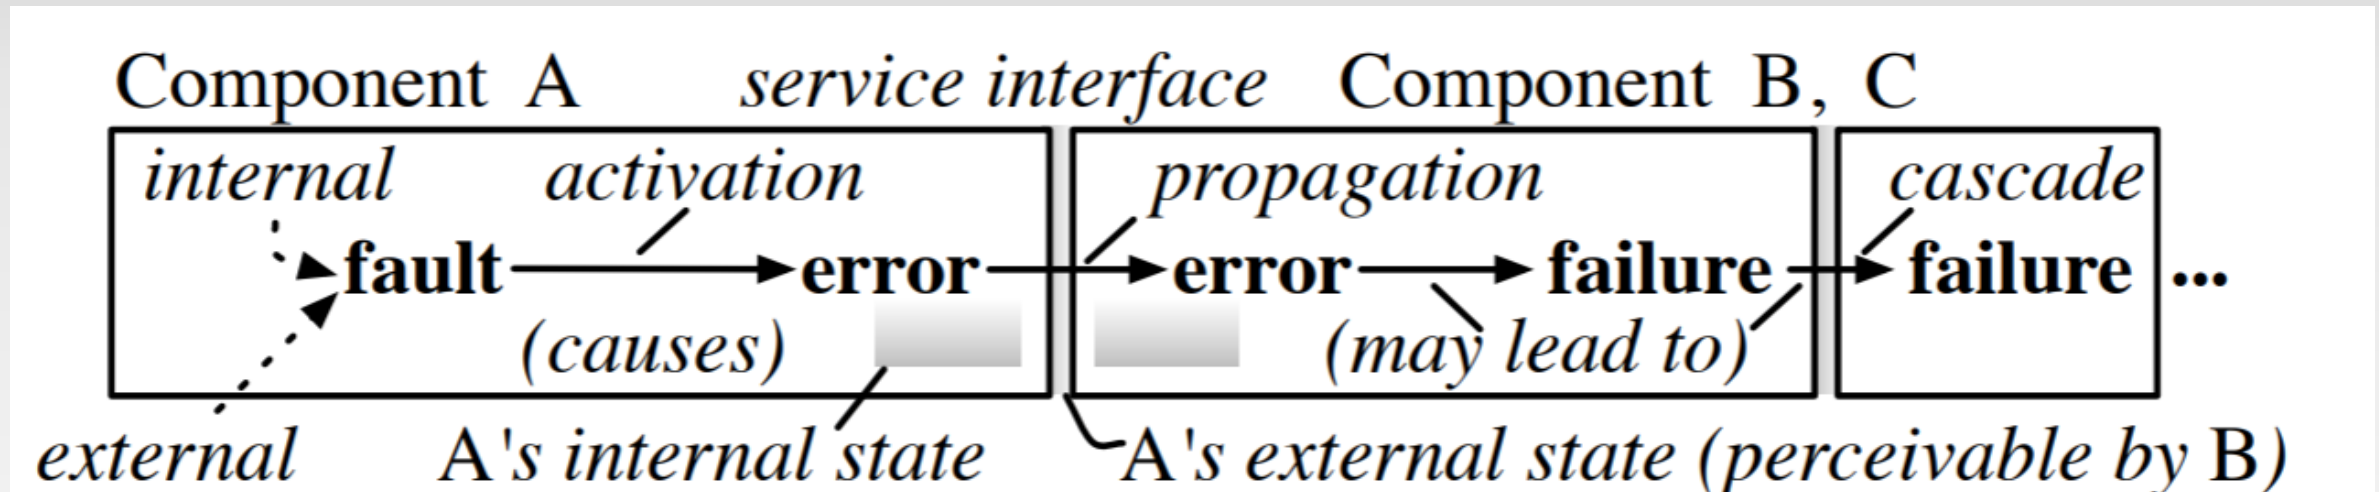 Component A service interface Component B, C
internal activation propagation cascade
fault error error failure failure ...
(causes) (may lead to)
external A's internal state A's external state (perceivable by B)